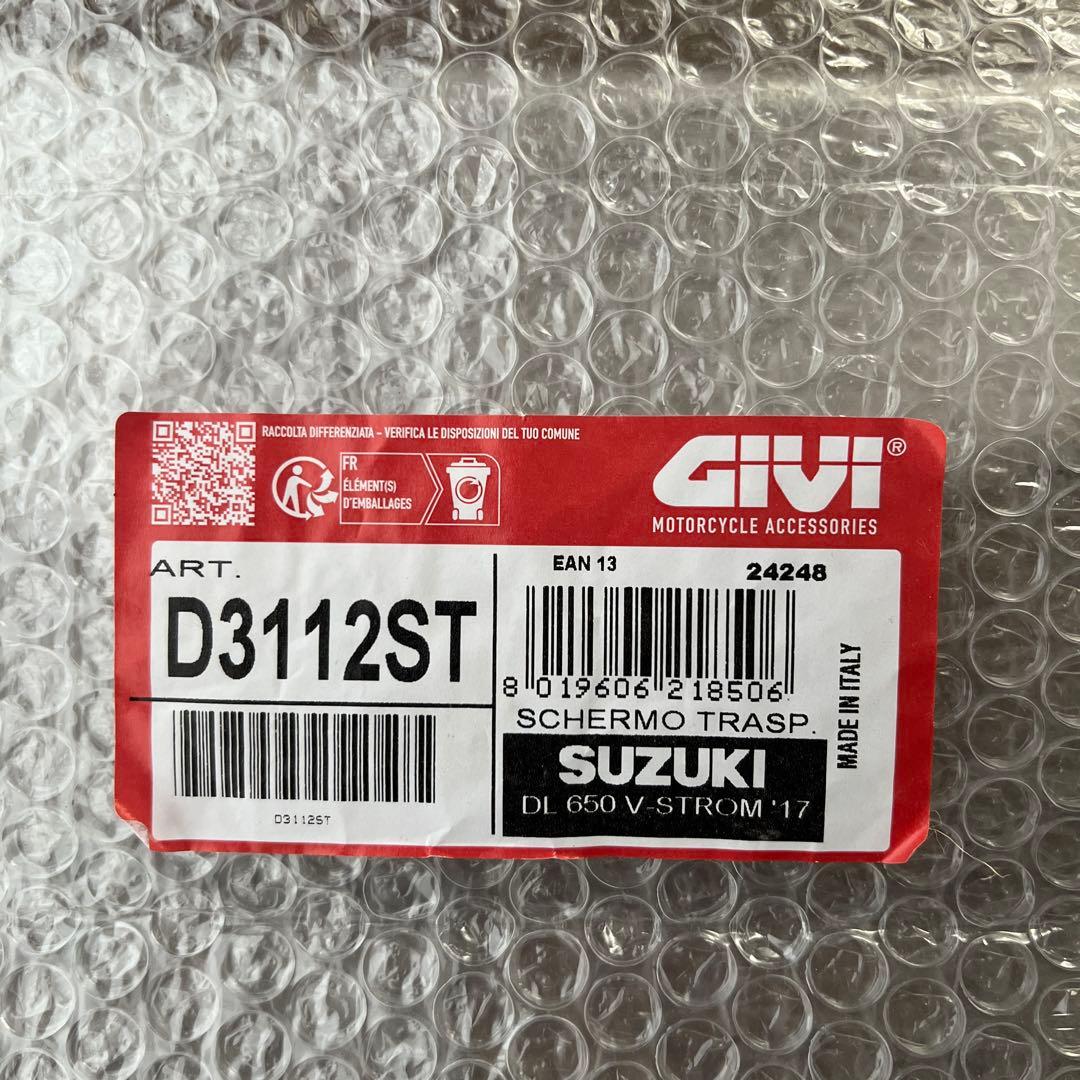 RACCOLTA DIFFERENZIATA - VERIFICA LE DISPOSIZIONI DEL TUO COMUNE
FR
ÉLÉMENT(S)
D'EMBALLAGES
GIVI®
MOTORCYCLE ACCESSORIES
ART.
D3112ST
D3112ST
EAN 13
24248
8 019606 218506
SCHERMO TRASP.
SUZUKI
DL 650 V-STROM '17
MADE IN ITALY